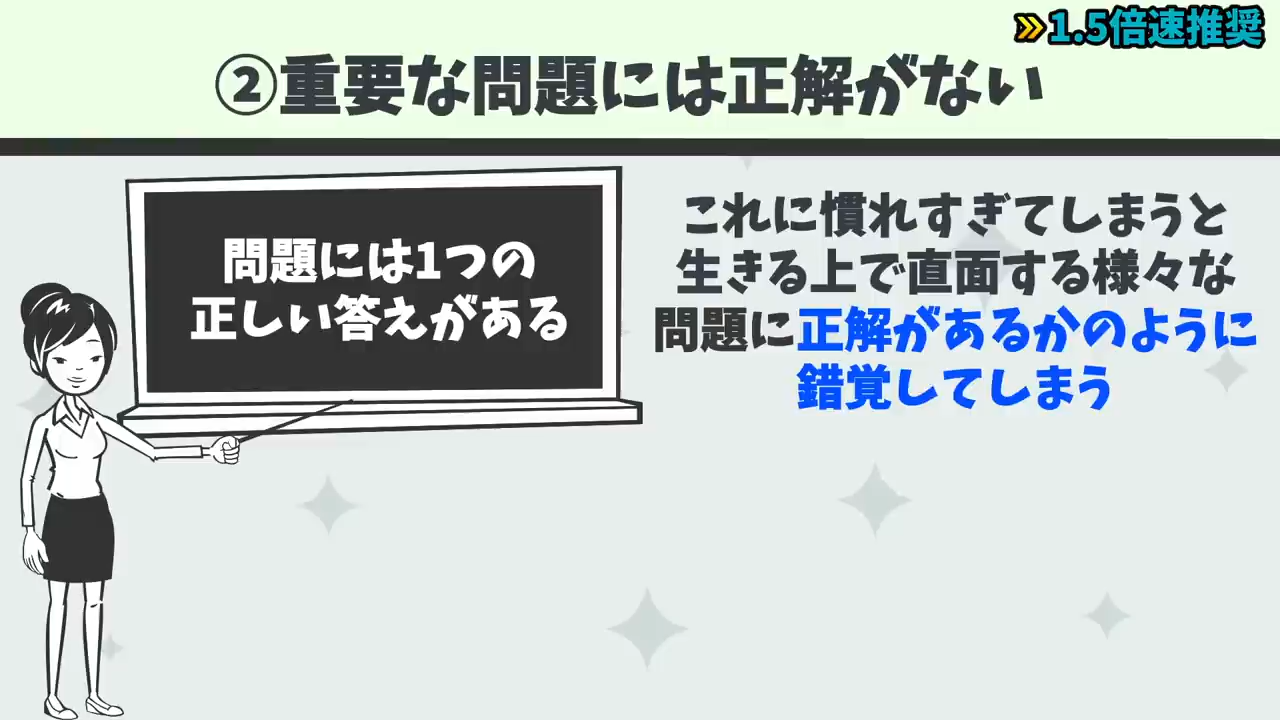 1.5倍速推奨
②重要な問題には正解がない
問題には1つの
正しい答えがある
これに慣れすぎてしまうと
生きる上で直面する様々な
問題に正解があるかのように
錯覚してしまう